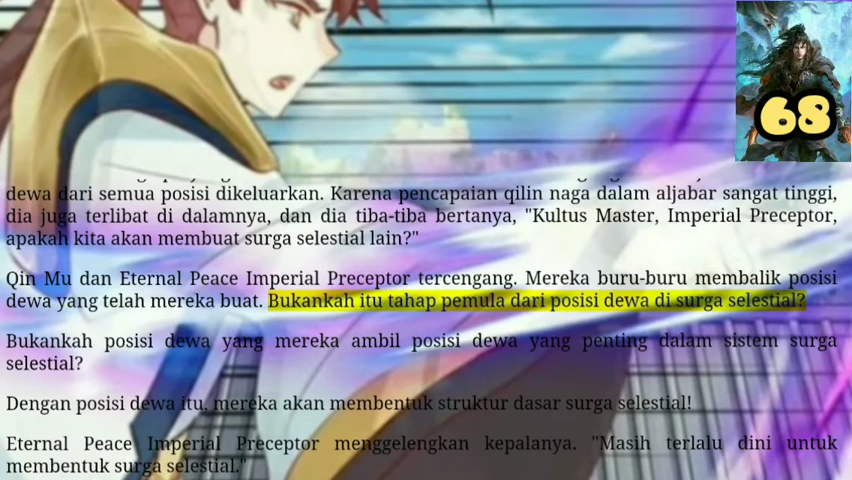 68
dewa dari semua posisi dikeluarkan. Karena pencapaian qilin naga dalam aljabar sangat tinggi,
dia juga terlibat di dalamnya, dan dia tiba-tiba bertanya, "Kultus Master, Imperial Preceptor,
apakah kita akan membuat surga selestial lain?"
Qin Mu dan Eternal Peace Imperial Preceptor tercengang. Mereka buru-buru membalik posisi
dewa yang telah mereka buat. Bukankah itu tahap pemula dari posisi dewa di surga selestial?
Bukankah posisi dewa yang mereka ambil posisi dewa yang penting dalam sistem surga
selestial?
Dengan posisi dewa itu, mereka akan membentuk struktur dasar surga selestial!
Eternal Peace Imperial Preceptor menggelengkan kepalanya. "Masih terlalu dini untuk
membentuk surga selestial."